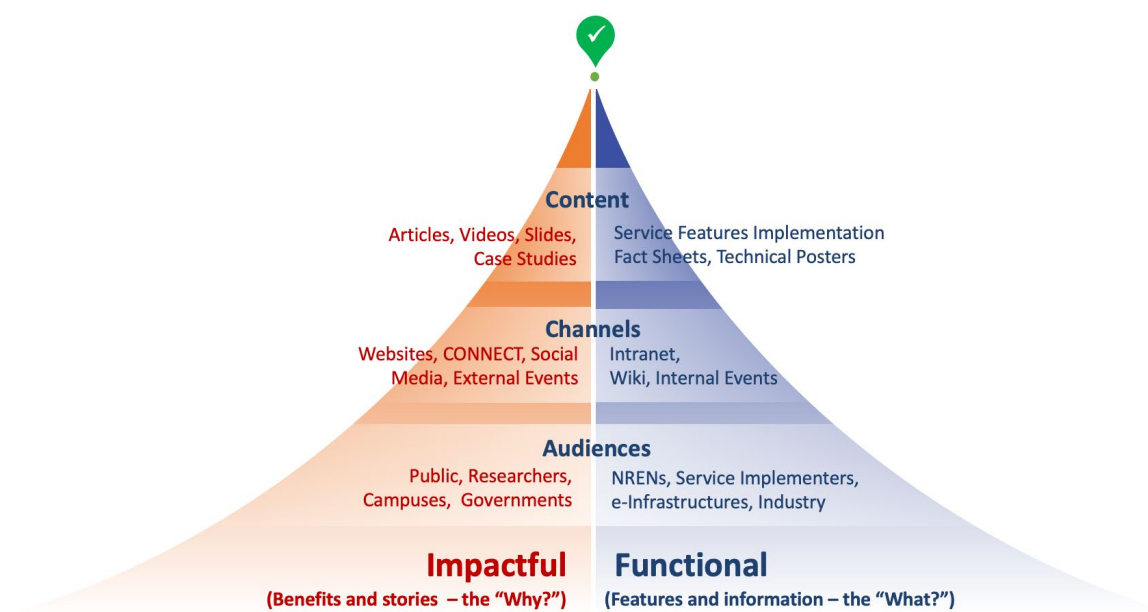 Content
Articles, Videos, Slides,
Case Studies
Service Features Implementation
Fact Sheets, Technical Posters
Channels
Websites, CONNECT, Social
Media, External Events
Intranet,
Wiki, Internal Events
Audiences
Public, Researchers,
Campuses, Governments
NRENs, Service Implementers,
e-Infrastructures, Industry
Impactful
(Benefits and stories – the “Why?”)
Functional
(Features and information – the “What?”)